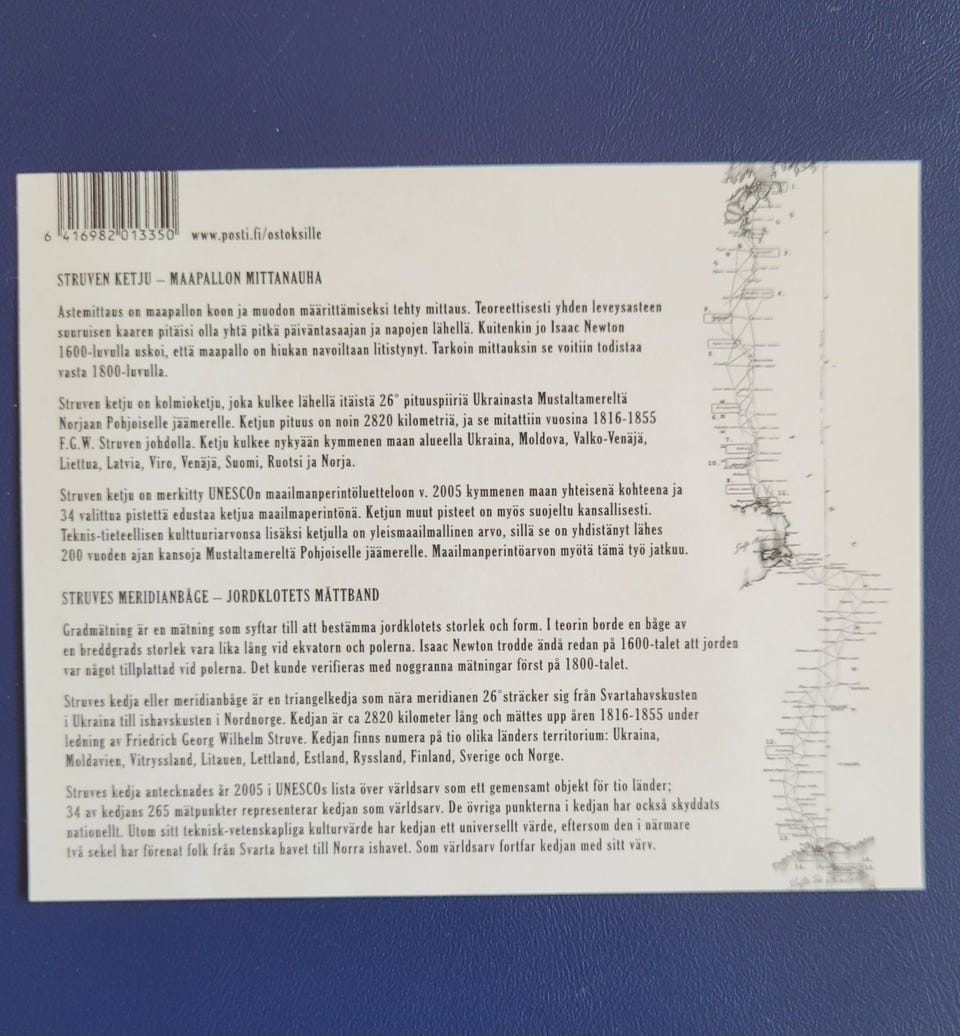 6 416982 013350 www.posti.fi/ostoksille
STRUVEN KETJU – MAAPALLON MITTANAUHA
Astemittaus on maapallon koon ja muodon määrittämiseksi tehty mittaus. Teoreettisesti yhden leveysasteen
suuruisen kaaren pitäisi olla yhtä pitkä päiväntasaajan ja napojen lähellä. Kuitenkin jo Isaac Newton
1600-luvulla uskoi, että maapallo on hiukan navoiltaan litistynyt. Tarkoin mittauksin se voitiin todistaa
vasta 1800-luvulla.
Struven ketju on kolmioketju, joka kulkee lähellä itäistä 26° pituuspiiriä Ukrainasta Mustaltamereltä
Norjaan Pohjoiselle jäämerelle. Ketjun pituus on noin 2820 kilometriä, ja se mitattiin vuosina 1816-1855
F.G.W. Struven johdolla. Ketju kulkee nykyään kymmenen maan alueella Ukraina, Moldova, Valko-Venäjä,
Liettua, Latvia, Viro, Venäjä, Suomi, Ruotsi ja Norja.
Struven ketju on merkitty UNESCOn maailmanperintöluetteloon v. 2005 kymmenen maan yhteisenä kohteena ja
34 valittua pistettä edustaa ketjua maailmaperintönä. Ketjun muut pisteet on myös suojeltu kansallisesti.
Teknis-tieteellisen kulttuuriarvonsa lisäksi ketjulla on yleismaailmallinen arvo, sillä se on yhdistänyt lähes
200 vuoden ajan kansoja Mustaltamereltä Pohjoiselle jäämerelle. Maailmanperintöarvon myötä tämä työ jatkuu.
STRUVES MERIDIANBÅGE – JORDKLOTETS MÅTTBAND
Gradmätning är en mätning som syftar till att bestämma jordklotets storlek och form. I teorin borde en båge av
en breddgrads storlek vara lika lång vid ekvatorn och polerna. Isaac Newton trodde ändå redan på 1600-talet att jorden
var något tillplattad vid polerna. Det kunde verifieras med noggranna mätningar först på 1800-talet.
Struves kedja eller meridianbåge är en triangelkedja som nära meridianen 26°sträcker sig från Svartahavskusten
i Ukraina till ishavskusten i Nordnorge. Kedjan är ca 2820 kilometer lång och mättes upp åren 1816-1855 under
ledning av Friedrich Georg Wilhelm Struve. Kedjan finns numera på tio olika länders territorium: Ukraina,
Moldavien, Vitryssland, Litauen, Lettland, Estland, Ryssland, Finland, Sverige och Norge.
Struves kedja antecknades år 2005 i UNESCOs lista över världsarv som ett gemensamt objekt för tio länder;
34 av kedjans 265 mätpunkter representerar kedjan som världsarv. De övriga punkterna i kedjan har också skyddats
nationellt. Utom sitt teknisk-vetenskapliga kulturvärde har kedjan ett universellt värde, eftersom den i närmare
två sekel har förenat folk från Svarta havet till Norra ishavet. Som världsarv fortfar kedjan med sitt värv.